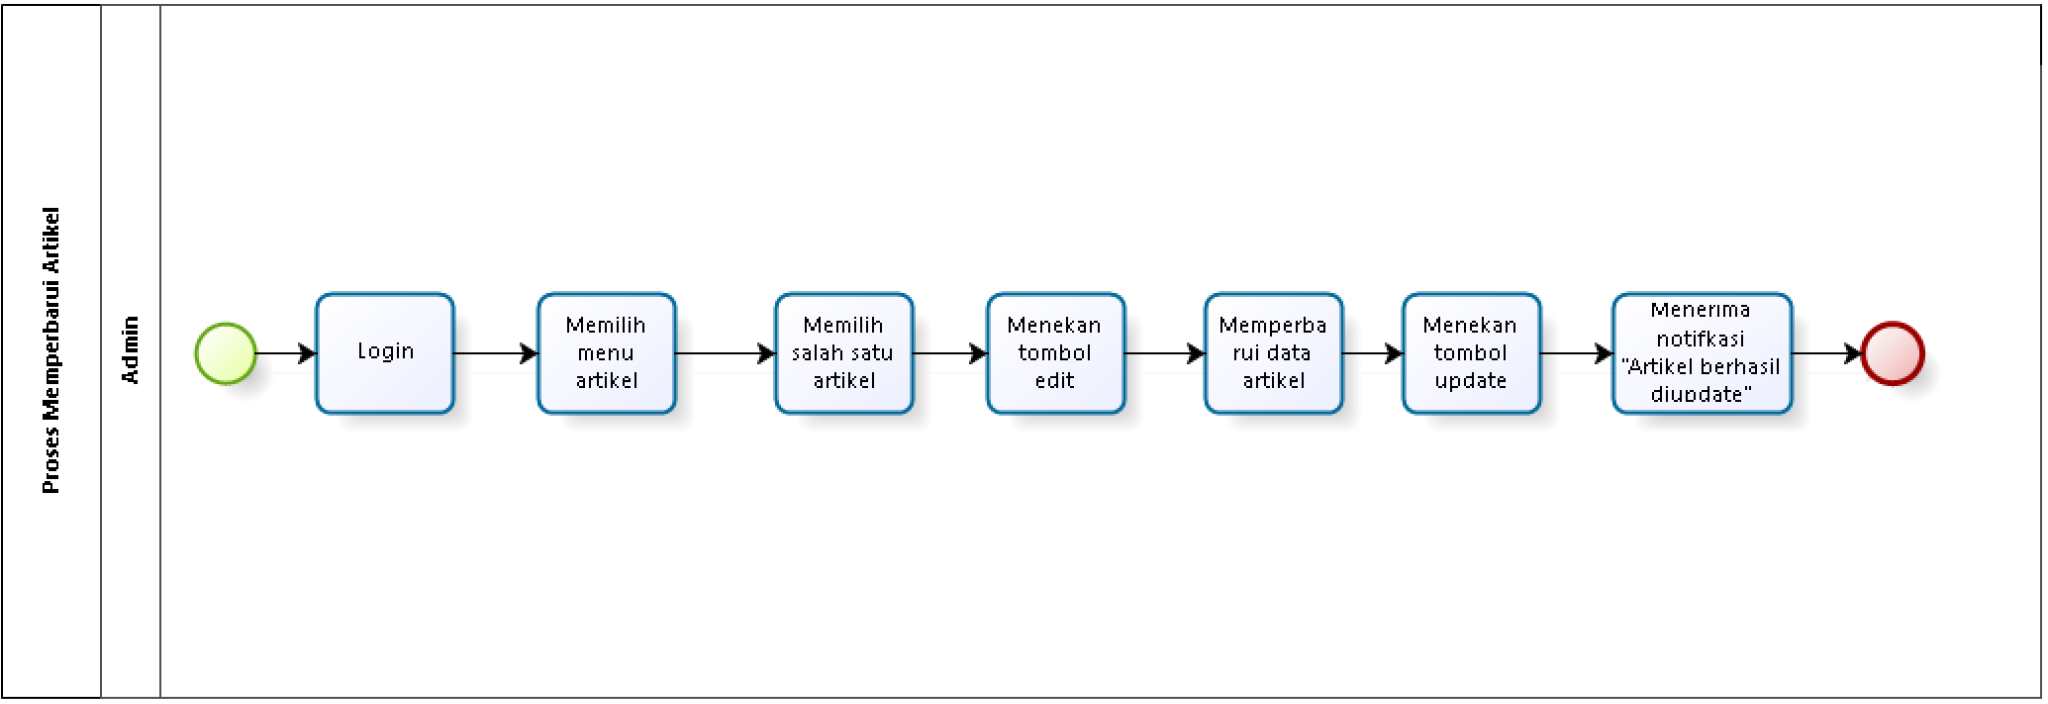 Proses Memperbarui Artikel
Admin
Login
Memilih
menu
artikel
Memilih
salah satu
artikel
Menekan
tombol
edit
Memperba
rui data
artikel
Menekan
tombol
update
Menerima
notifkasi
"Artikel berhasil
diupdate"